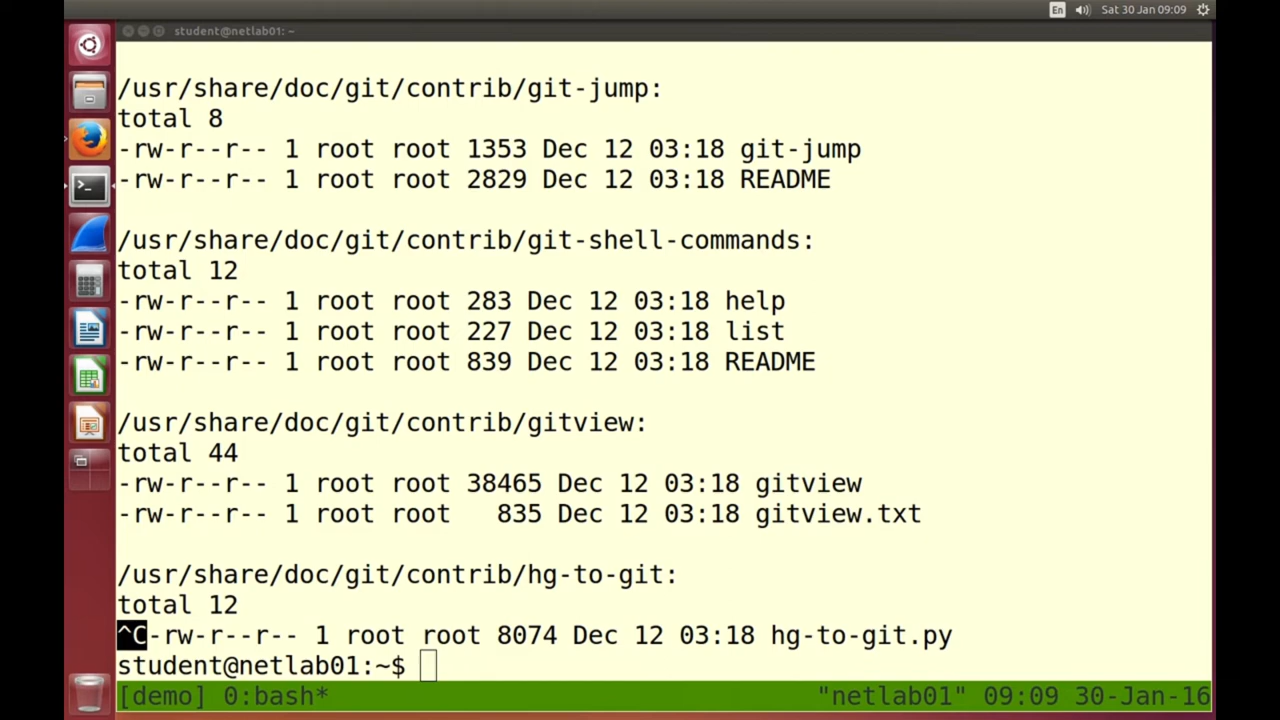 En
Sat 30 Jan 09:09
student@netlab01: ~
/usr/share/doc/git/contrib/git-jump:
total 8
-rw-r--r-- 1 root root 1353 Dec 12 03:18 git-jump
-rw-r--r-- 1 root root 2829 Dec 12 03:18 README
/usr/share/doc/git/contrib/git-shell-commands:
total 12
-rw-r--r-- 1 root root 283 Dec 12 03:18 help
-rw-r--r-- 1 root root 227 Dec 12 03:18 list
-rw-r--r-- 1 root root 839 Dec 12 03:18 README
/usr/share/doc/git/contrib/gitview:
total 44
-rw-r--r-- 1 root root 38465 Dec 12 03:18 gitview
-rw-r--r-- 1 root root   835 Dec 12 03:18 gitview.txt
/usr/share/doc/git/contrib/hg-to-git:
total 12
^C-rw-r--r-- 1 root root 8074 Dec 12 03:18 hg-to-git.py
student@netlab01:~$
[demo] 0:bash* "netlab01" 09:09 30-Jan-16